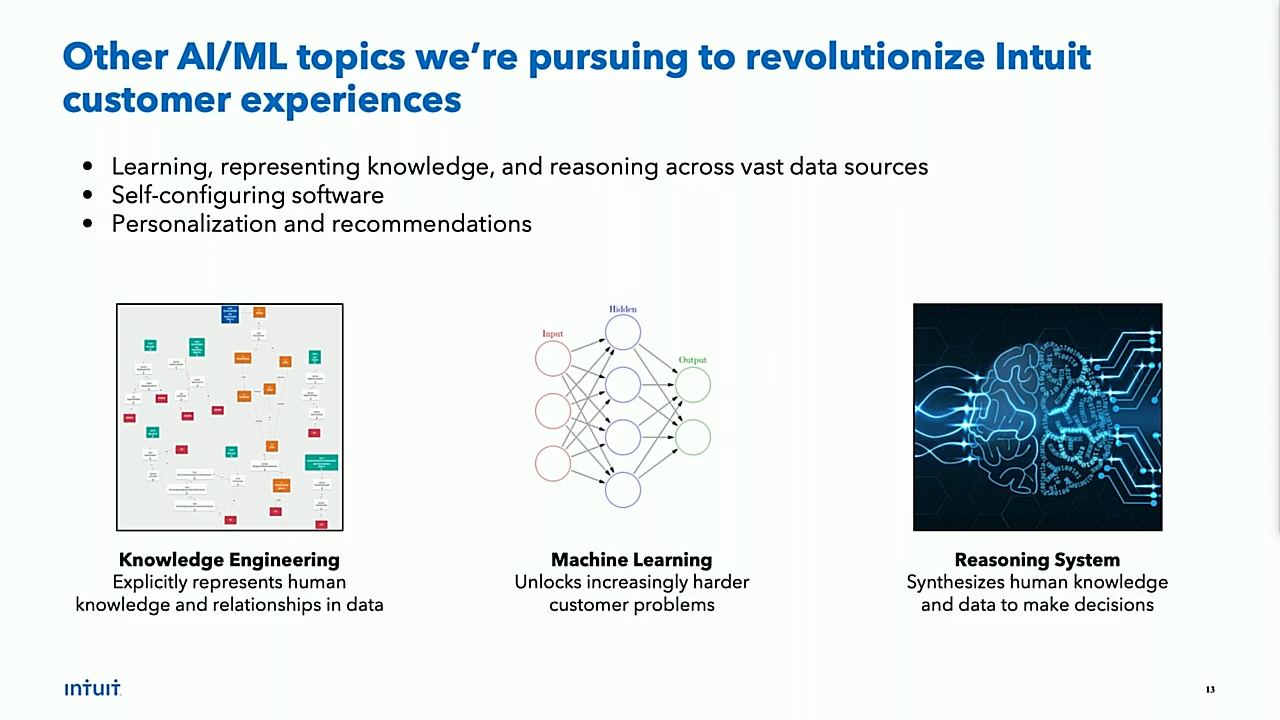 Other AI/ML topics we're pursuing to revolutionize Intuit
customer experiences
• Learning, representing knowledge, and reasoning across vast data sources
• Self-configuring software
• Personalization and recommendations
Hidden
Input
Output
Knowledge Engineering
Explicitly represents human
knowledge and relationships in data
Machine Learning
Unlocks increasingly harder
customer problems
Reasoning System
Synthesizes human knowledge
and data to make decisions
INTUIT
13